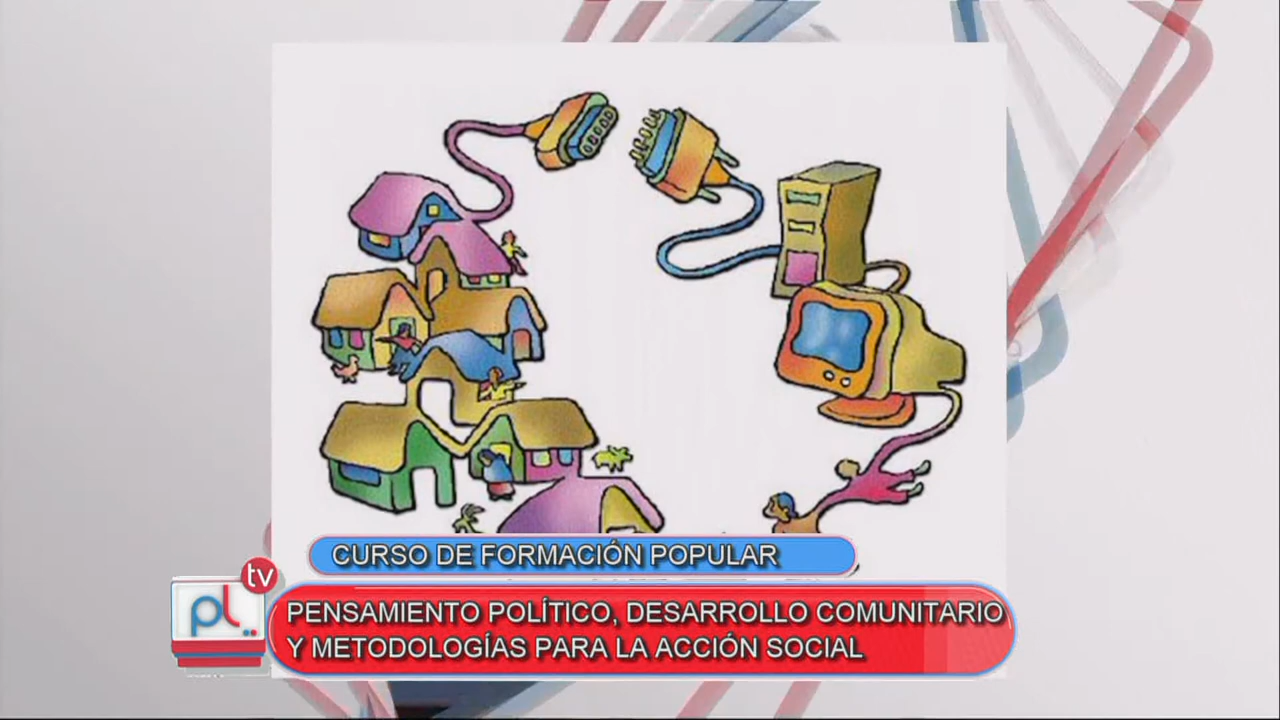 CURSO DE FORMACIÓN POPULAR
tv
pl..
PENSAMIENTO POLÍTICO, DESARROLLO COMUNITARIO
Y METODOLOGÍAS PARA LA ACCIÓN SOCIAL